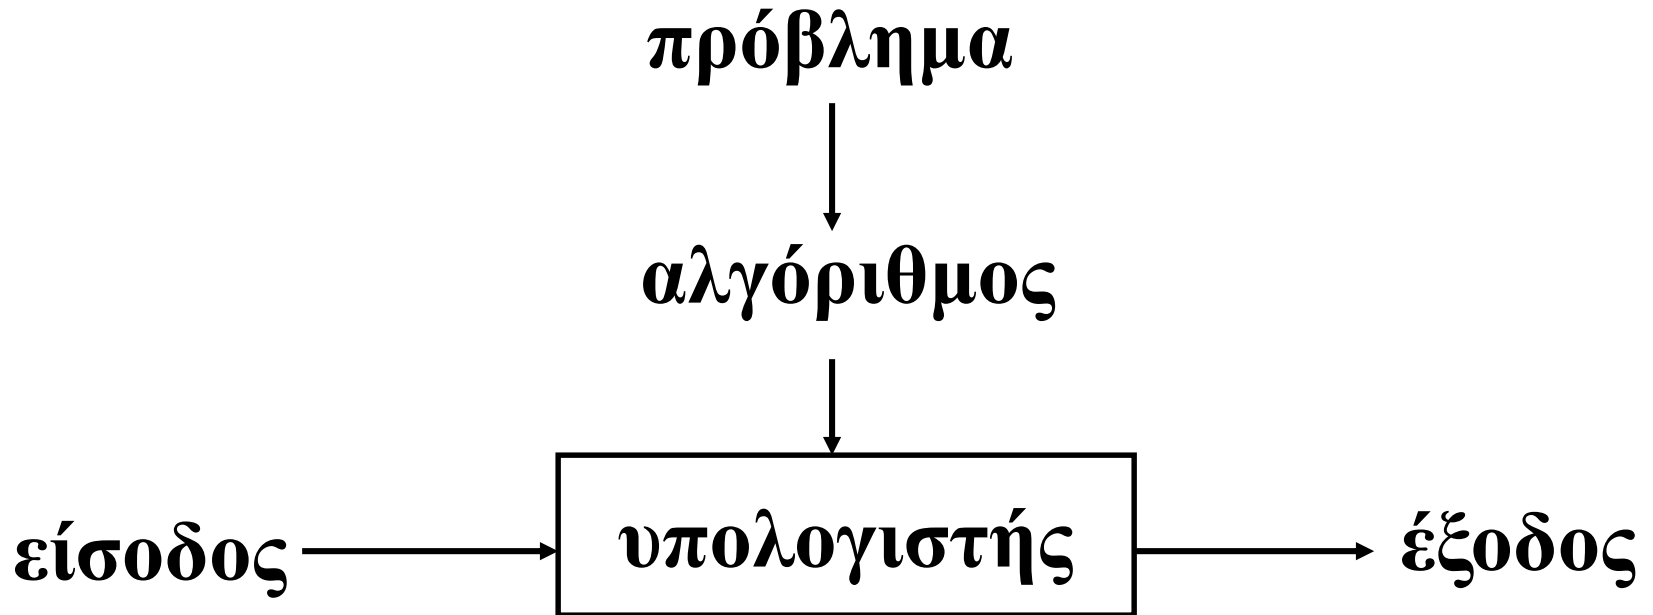 πρόβλημα
αλγόριθμος
είσοδος υπολογιστής έξοδος